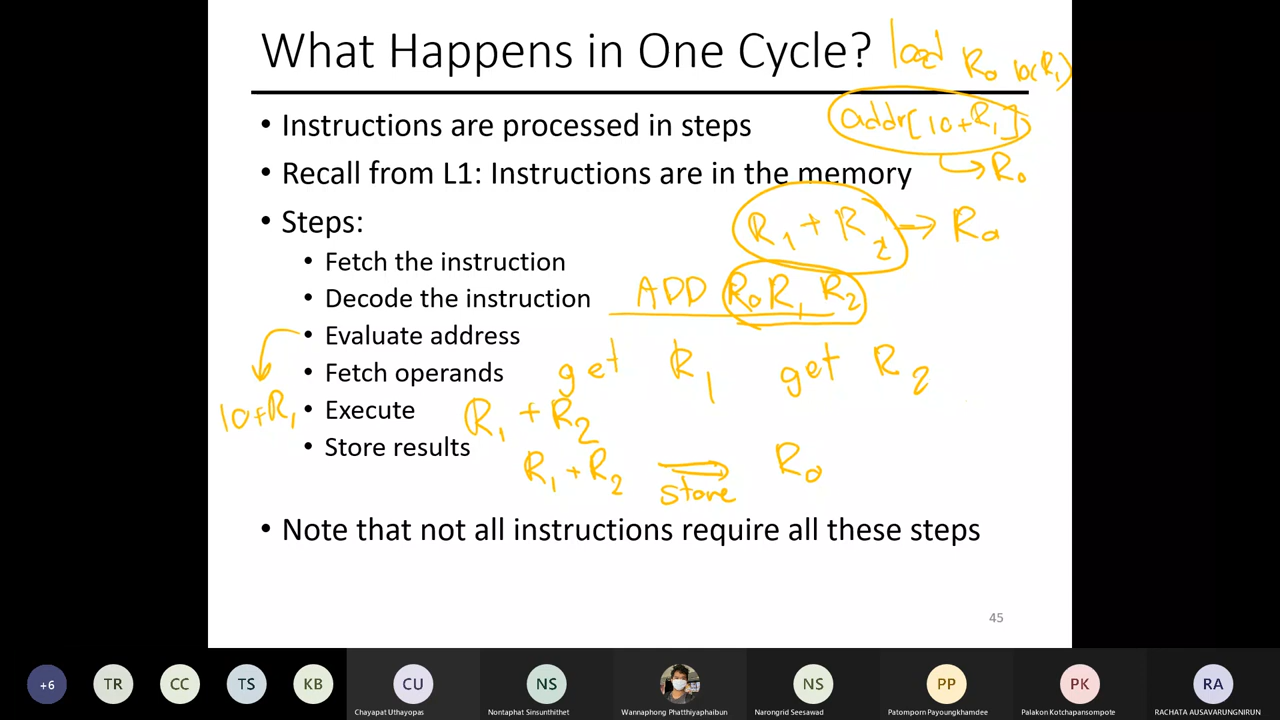 What Happens in One Cycle?
load R0 10(R1)
• Instructions are processed in steps
addr[10+R1]
• Recall from L1: Instructions are in the memory
→ R0
• Steps:
R1 + R2 → R0
• Fetch the instruction
• Decode the instruction
ADD R0 R1 R2
• Evaluate address
• Fetch operands
get R1 get R2
10+R1
• Execute
R1 + R2
• Store results
R1 + R2 → R0
store
• Note that not all instructions require all these steps
45
+6
TR
CC
TS
KB
CU
NS
NS
PP
PK
RA
Chayapat Uthayopas
Nontaphat Sinsunthithet
Wannaphong Phatthiyaphaibun
Narongrid Seesawad
Patomporn Payoungkhamdee
Palakon Kotchapansompote
RACHATA AUSAVARUNGNIRUN